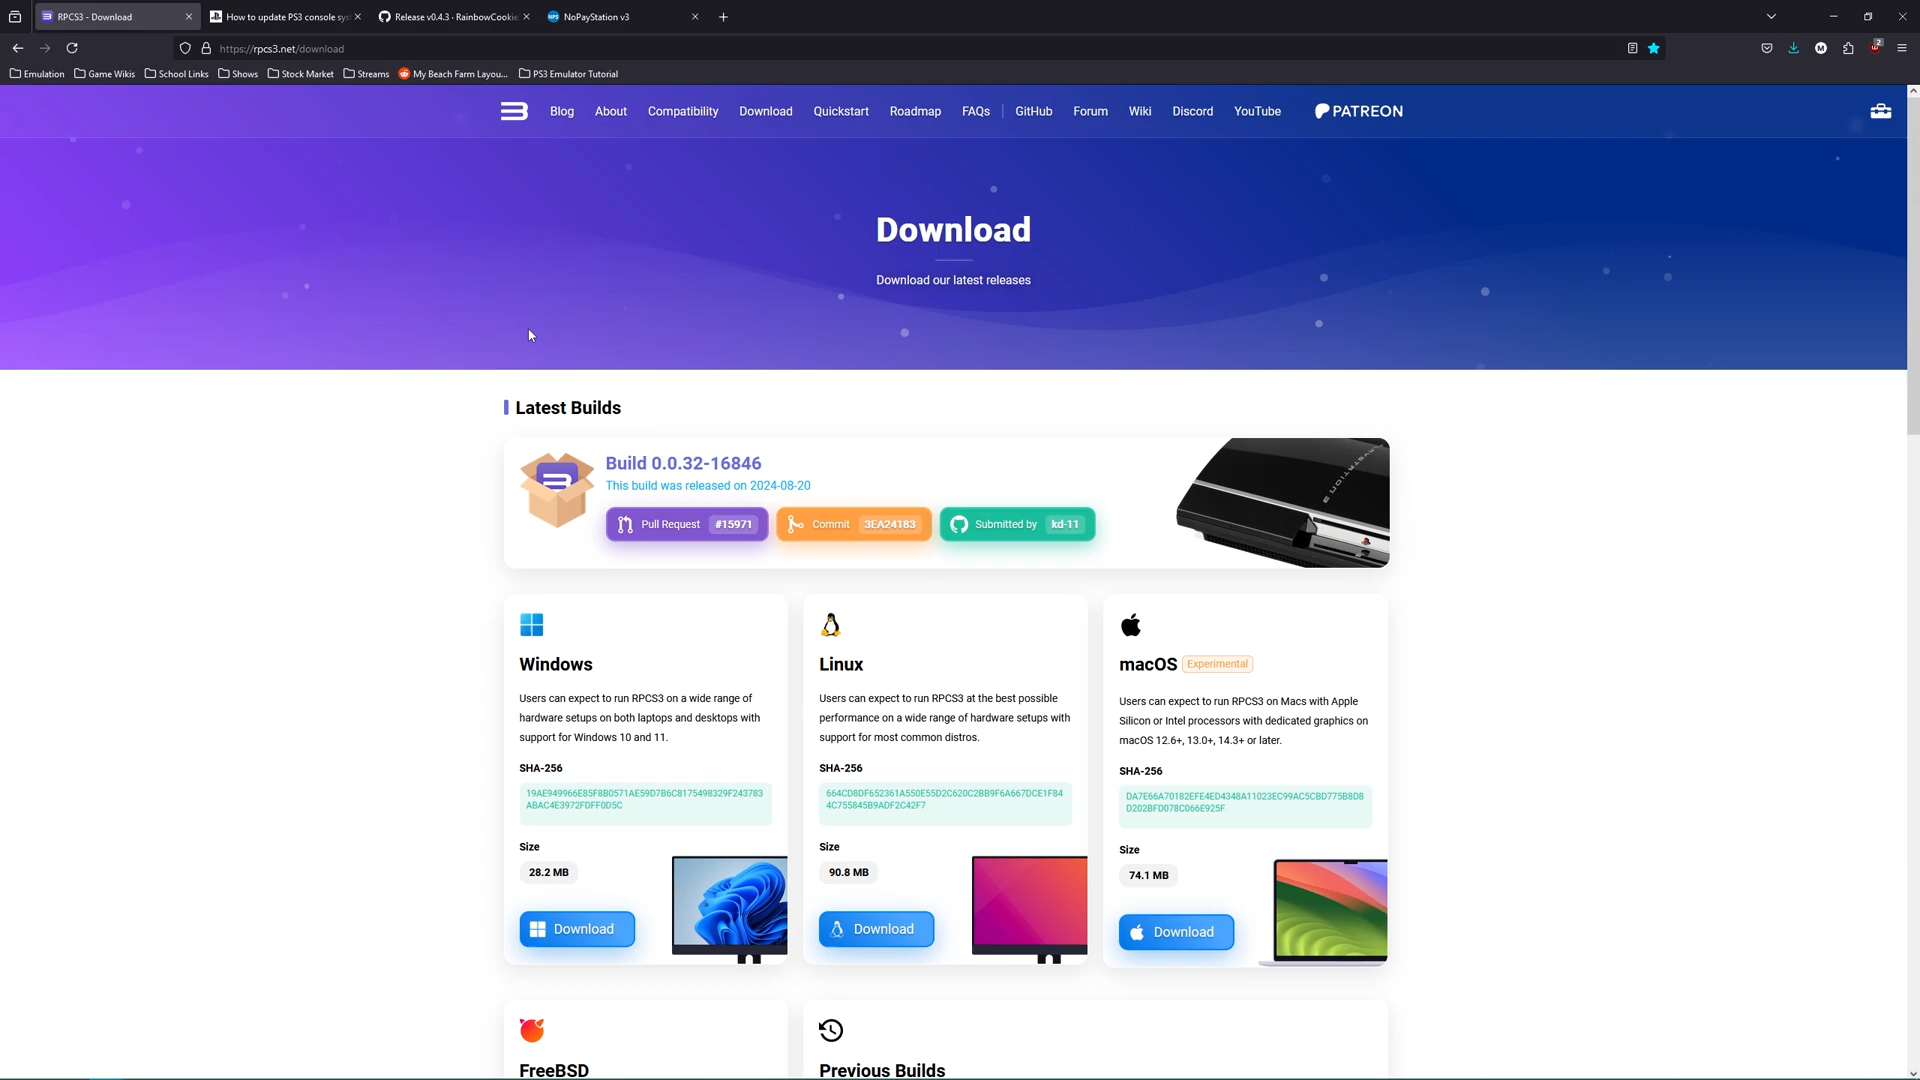 RPCS3 - Download
How to update PS3 console sys
Release v0.4.3 · RainbowCookie
NPS
NoPayStation v3
https://rpcs3.net/download
2
Emulation
Game Wikis
School Links
Shows
Stock Market
Streams
My Beach Farm Layou...
PS3 Emulator Tutorial
Blog
About
Compatibility
Download
Quickstart
Roadmap
FAQs
GitHub
Forum
Wiki
Discord
YouTube
PATREON
Download
Download our latest releases
Latest Builds
Build 0.0.32-16846
This build was released on 2024-08-20
Pull Request #15971
Commit 3EA24183
Submitted by kd-11
PLAYSTATION 3
Windows
Users can expect to run RPCS3 on a wide range of
hardware setups on both laptops and desktops with
support for Windows 10 and 11.
SHA-256
19AE949966E85F8B0571AE59D7B6C8175498329F243783
ABAC4E3972FDFF0D5C
Size
28.2 MB
Download
Linux
Users can expect to run RPCS3 at the best possible
performance on a wide range of hardware setups with
support for most common distros.
SHA-256
664CD8DF652361A550E55D2C620C2BB9F6A667DCE1F84
4C755845B9ADF2C42F7
Size
90.8 MB
Download
macOS Experimental
Users can expect to run RPCS3 on Macs with Apple
Silicon or Intel processors with dedicated graphics on
macOS 12.6+, 13.0+, 14.3+ or later.
SHA-256
DA7E66A70182EFE4ED4348A11023EC99AC5CBD775B8D8
D202BFD078C066E925F
Size
74.1 MB
Download
FreeBSD
Previous Builds